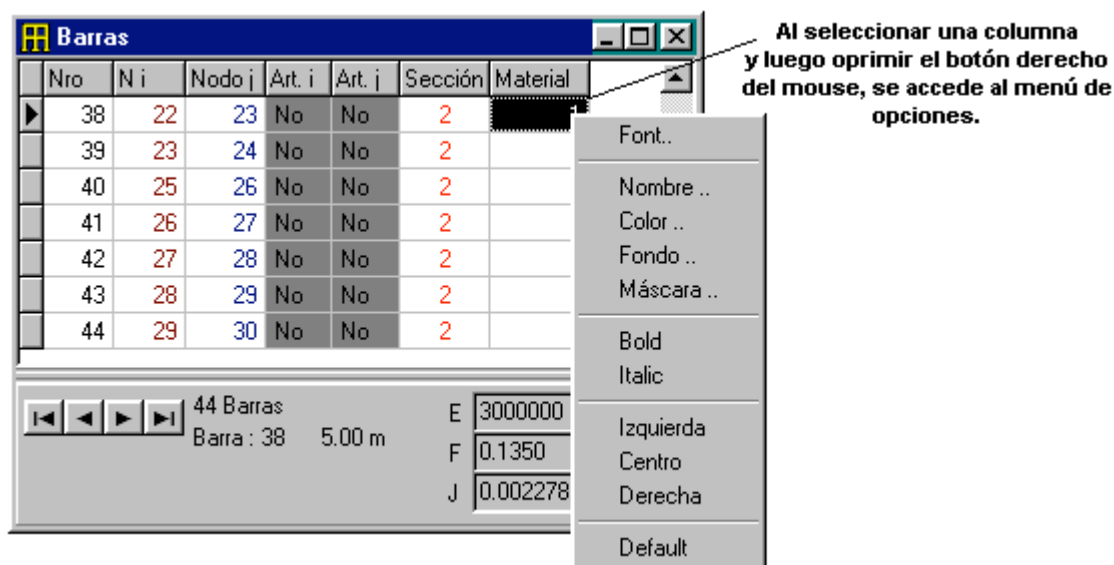 Barras
Al seleccionar una columna
y luego oprimir el botón derecho
del mouse, se accede al menú de
opciones.
Nro N i Nodo j Art. i Art. j Sección Material
38 22 23 No No 2
39 23 24 No No 2
40 25 26 No No 2
41 26 27 No No 2
42 27 28 No No 2
43 28 29 No No 2
44 29 30 No No 2
44 Barras
Barra : 38 5.00 m
E 3000000
F 0.1350
J 0.002278
Font..
Nombre ..
Color ..
Fondo ..
Máscara ..
Bold
Italic
Izquierda
Centro
Derecha
Default